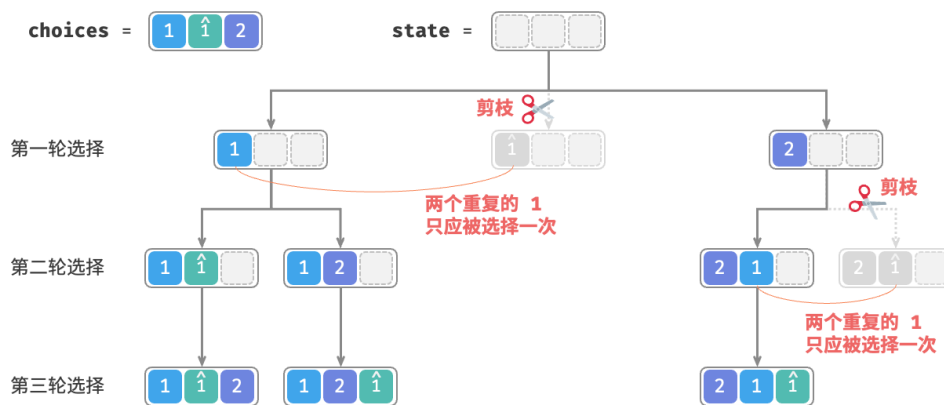 choices = 1 1̂ 2
state =
剪枝
第一轮选择
1
1̂
2
剪枝
两个重复的 1
只应被选择一次
第二轮选择
1 1̂
1 2
2 1
2 1̂
两个重复的 1
只应被选择一次
第三轮选择
1 1̂ 2
1 2 1̂
2 1 1̂